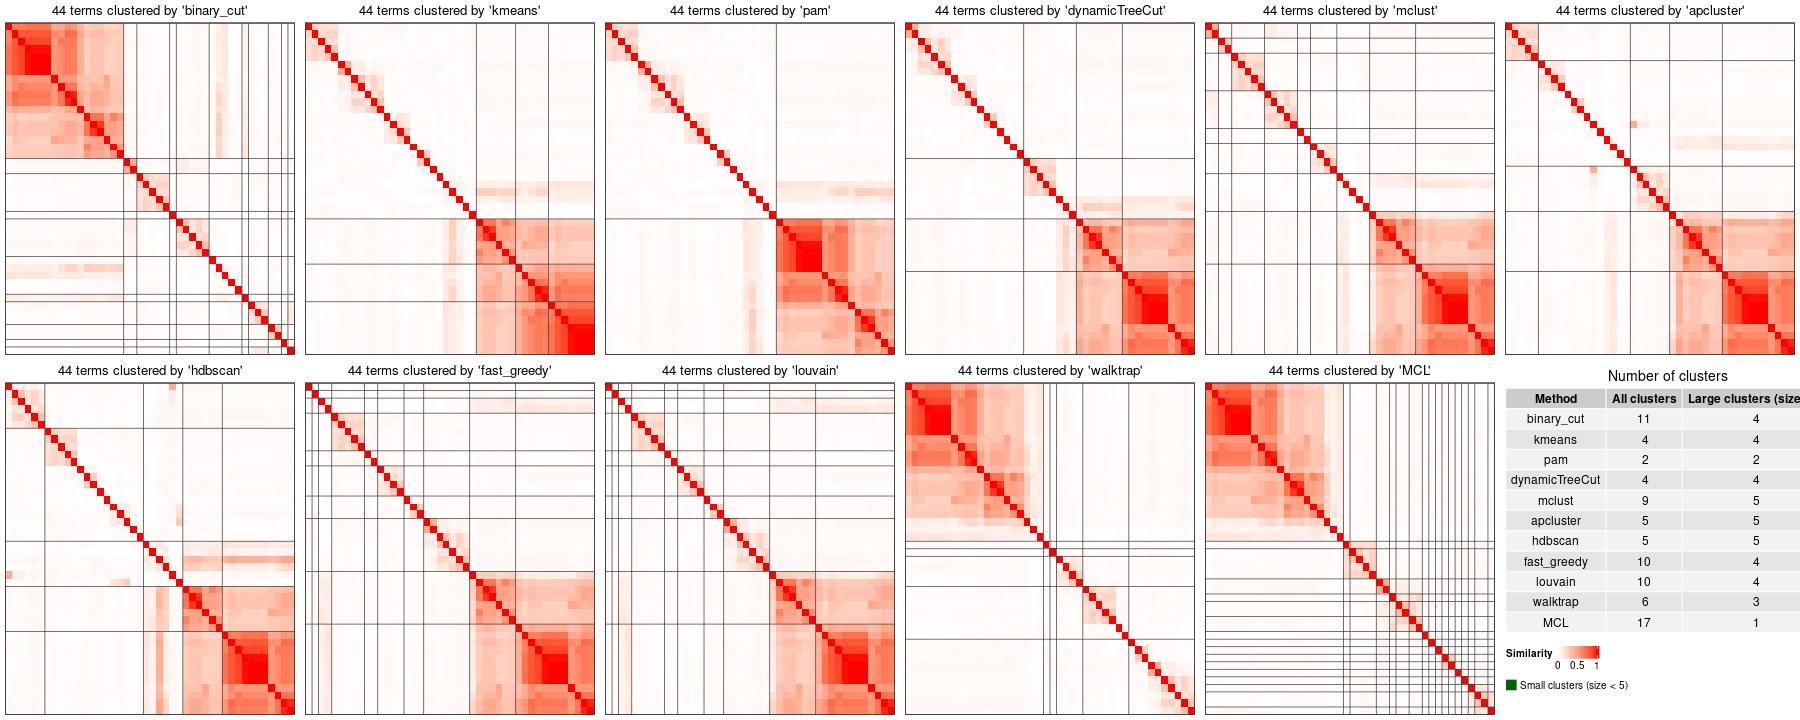 44 terms clustered by 'binary_cut'
44 terms clustered by 'kmeans'
44 terms clustered by 'pam'
44 terms clustered by 'dynamicTreeCut'
44 terms clustered by 'mclust'
44 terms clustered by 'apcluster'
44 terms clustered by 'hdbscan'
44 terms clustered by 'fast_greedy'
44 terms clustered by 'louvain'
44 terms clustered by 'walktrap'
44 terms clustered by 'MCL'
Number of clusters
Method All clusters Large clusters (size
binary_cut 11 4
kmeans 4 4
pam 2 2
dynamicTreeCut 4 4
mclust 9 5
apcluster 5 5
hdbscan 5 5
fast_greedy 10 4
louvain 10 4
walktrap 6 3
MCL 17 1
Similarity
0 0.5 1
Small clusters (size < 5)